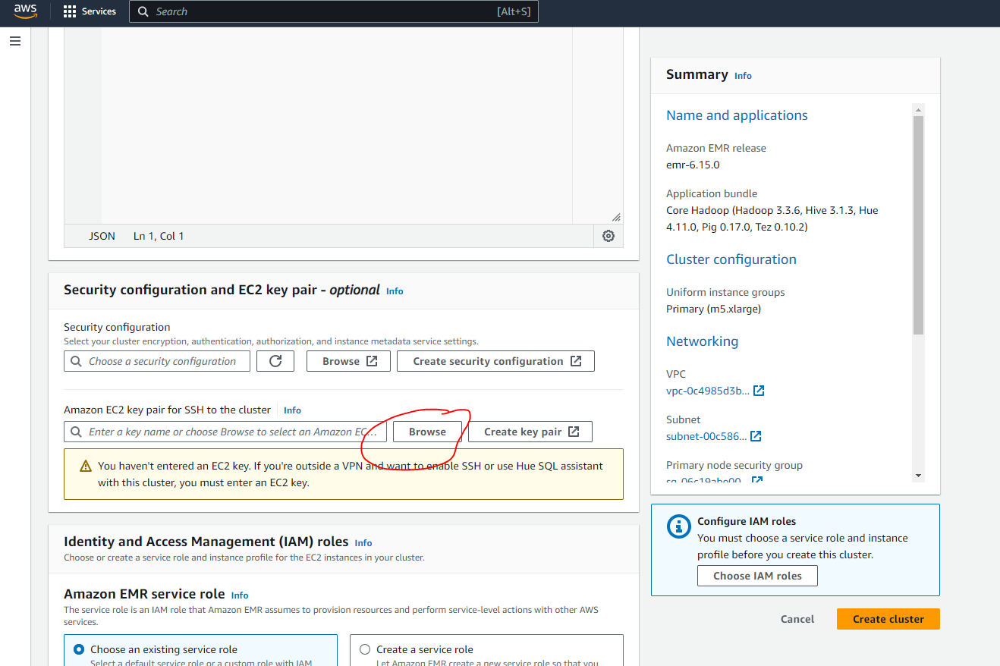 aws
Services
Search
[Alt+S]
JSON Ln 1, Col 1
Security configuration and EC2 key pair - optional Info
Security configuration
Select your cluster encryption, authentication, authorization, and instance metadata service settings.
Choose a security configuration
Browse
Create security configuration
Amazon EC2 key pair for SSH to the cluster Info
Enter a key name or choose Browse to select an Amazon EC...
Browse
Create key pair
You haven't entered an EC2 key. If you're outside a VPN and want to enable SSH or use Hue SQL assistant
with this cluster, you must enter an EC2 key.
Identity and Access Management (IAM) roles Info
Choose or create a service role and instance profile for the EC2 instances in your cluster.
Amazon EMR service role Info
The service role is an IAM role that Amazon EMR assumes to provision resources and perform service-level actions with other AWS
services.
Choose an existing service role
Select a default service role or a custom role with IAM
Create a service role
Let Amazon EMR create a new service role so that you
Summary Info
Name and applications
Amazon EMR release
emr-6.15.0
Application bundle
Core Hadoop (Hadoop 3.3.6, Hive 3.1.3, Hue
4.11.0, Pig 0.17.0, Tez 0.10.2)
Cluster configuration
Uniform instance groups
Primary (m5.xlarge)
Networking
VPC
vpc-0c4985d3b...
Subnet
subnet-00c586...
Primary node security group
sg-06c19abe00...
Configure IAM roles
You must choose a service role and instance
profile before you create this cluster.
Choose IAM roles
Cancel
Create cluster